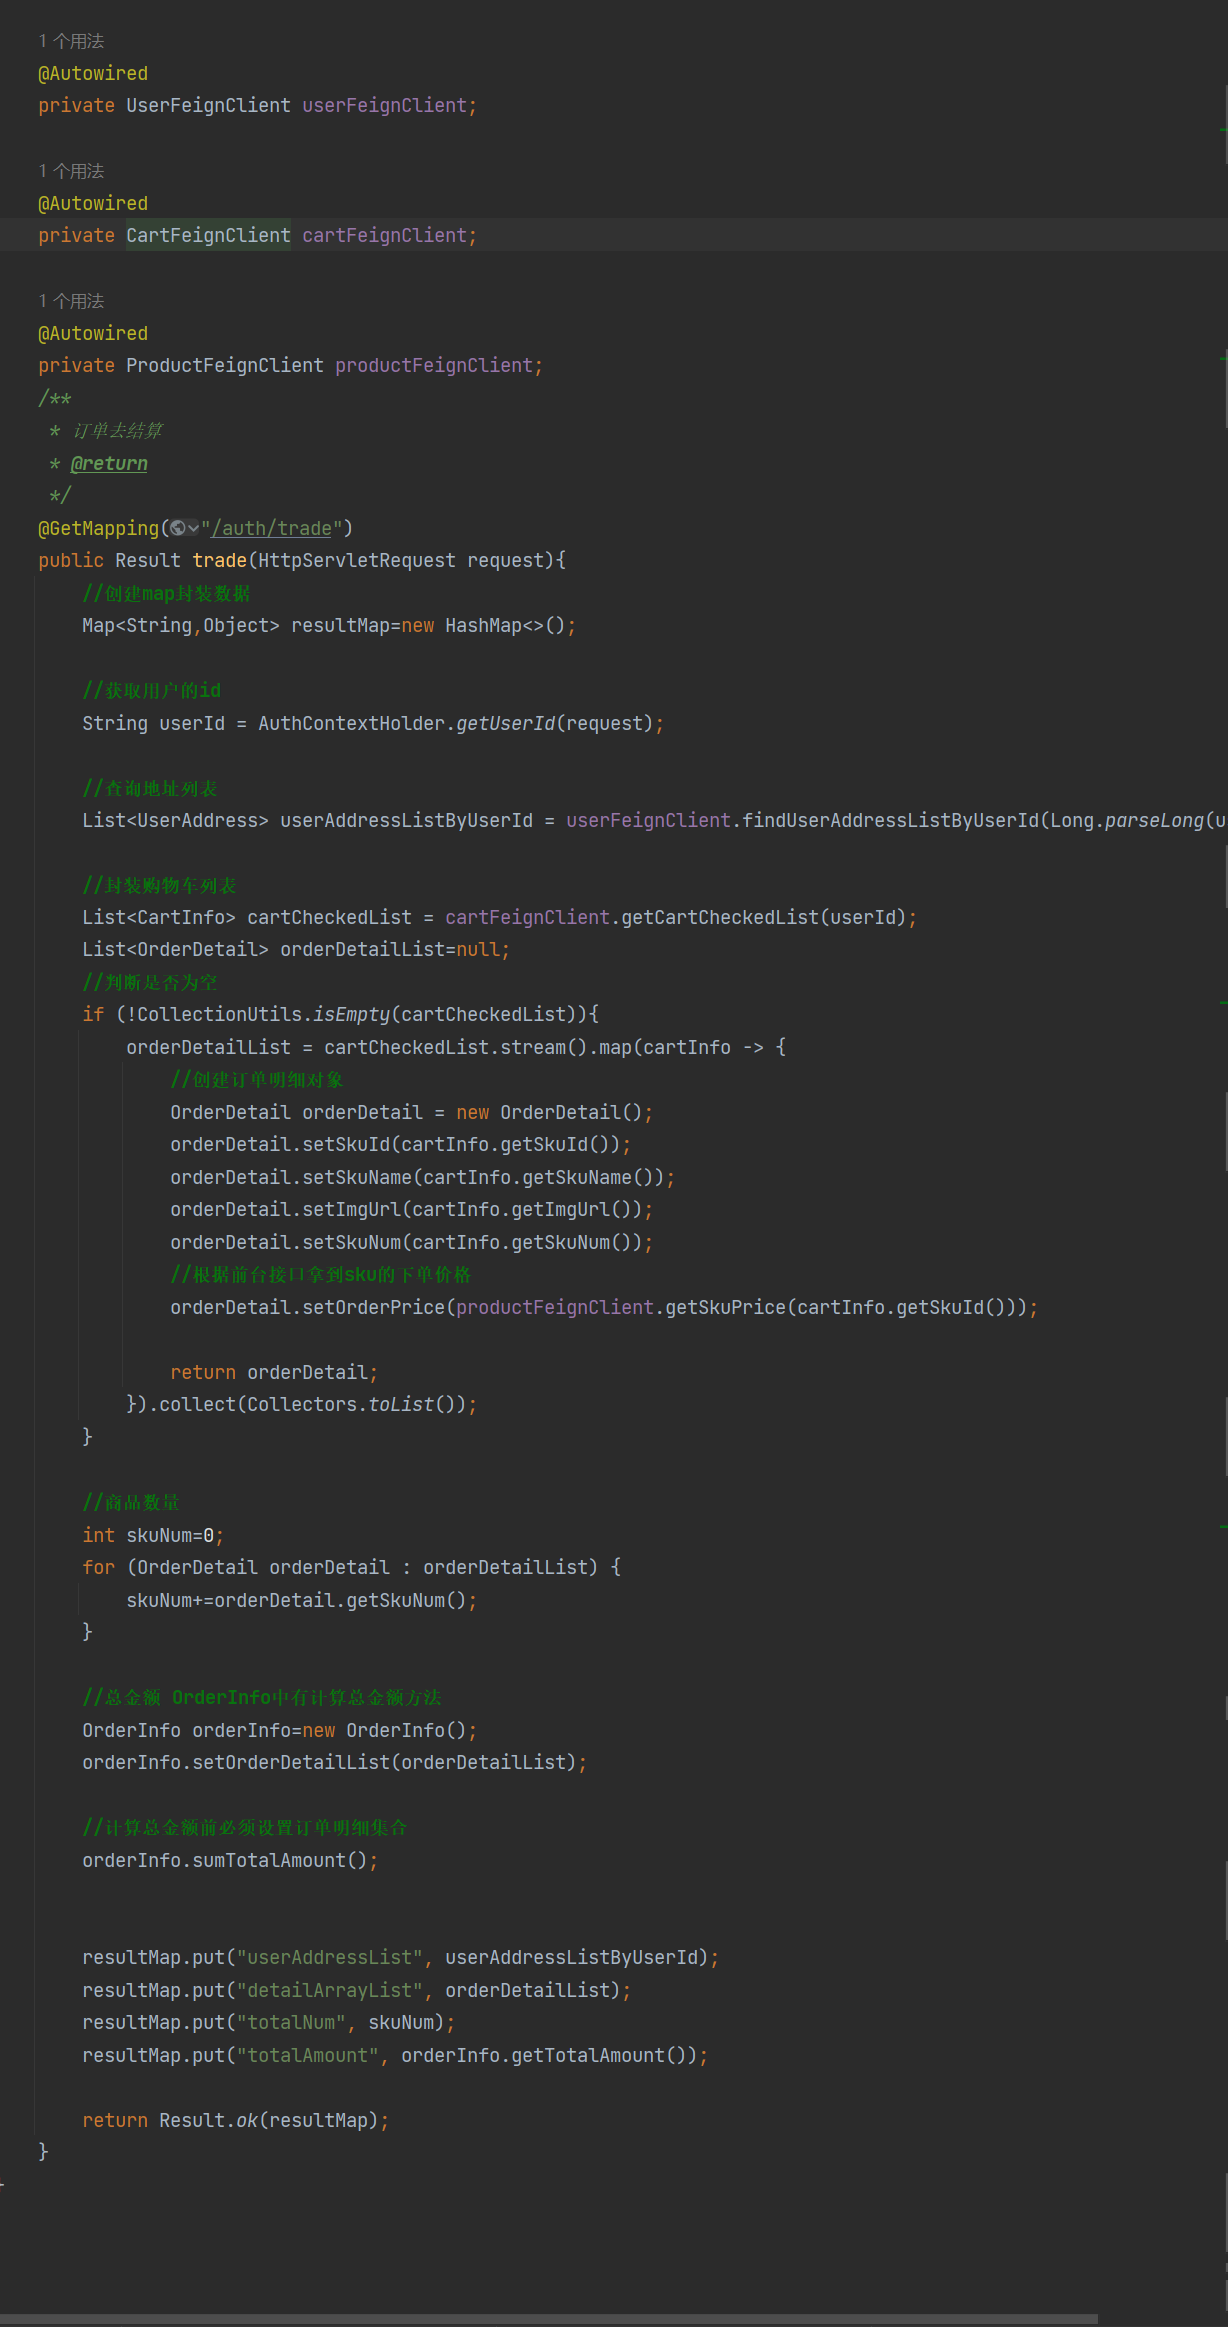 1 个用法
@Autowired
private UserFeignClient userFeignClient;
1 个用法
@Autowired
private CartFeignClient cartFeignClient;
1 个用法
@Autowired
private ProductFeignClient productFeignClient;
/**
* 订单去结算
* @return
*/
@GetMapping("/auth/trade")
public Result trade(HttpServletRequest request){
//创建map封装数据
Map<String,Object> resultMap=new HashMap<>();
//获取用户的id
String userId = AuthContextHolder.getUserId(request);
//查询地址列表
List<UserAddress> userAddressListByUserId = userFeignClient.findUserAddressListByUserId(Long.parseLong(u
//封装购物车列表
List<CartInfo> cartCheckedList = cartFeignClient.getCartCheckedList(userId);
List<OrderDetail> orderDetailList=null;
//判断是否为空
if (!CollectionUtils.isEmpty(cartCheckedList)){
orderDetailList = cartCheckedList.stream().map(cartInfo -> {
//创建订单明细对象
OrderDetail orderDetail = new OrderDetail();
orderDetail.setSkuId(cartInfo.getSkuId());
orderDetail.setSkuName(cartInfo.getSkuName());
orderDetail.setImgUrl(cartInfo.getImgUrl());
orderDetail.setSkuNum(cartInfo.getSkuNum());
//根据前台接口拿到sku的下单价格
orderDetail.setOrderPrice(productFeignClient.getSkuPrice(cartInfo.getSkuId()));
return orderDetail;
}).collect(Collectors.toList());
}
//商品数量
int skuNum=0;
for (OrderDetail orderDetail : orderDetailList) {
skuNum+=orderDetail.getSkuNum();
}
//总金额 OrderInfo中有计算总金额方法
OrderInfo orderInfo=new OrderInfo();
orderInfo.setOrderDetailList(orderDetailList);
//计算总金额前必须设置订单明细集合
orderInfo.sumTotalAmount();
resultMap.put("userAddressList", userAddressListByUserId);
resultMap.put("detailArrayList", orderDetailList);
resultMap.put("totalNum", skuNum);
resultMap.put("totalAmount", orderInfo.getTotalAmount());
return Result.ok(resultMap);
}